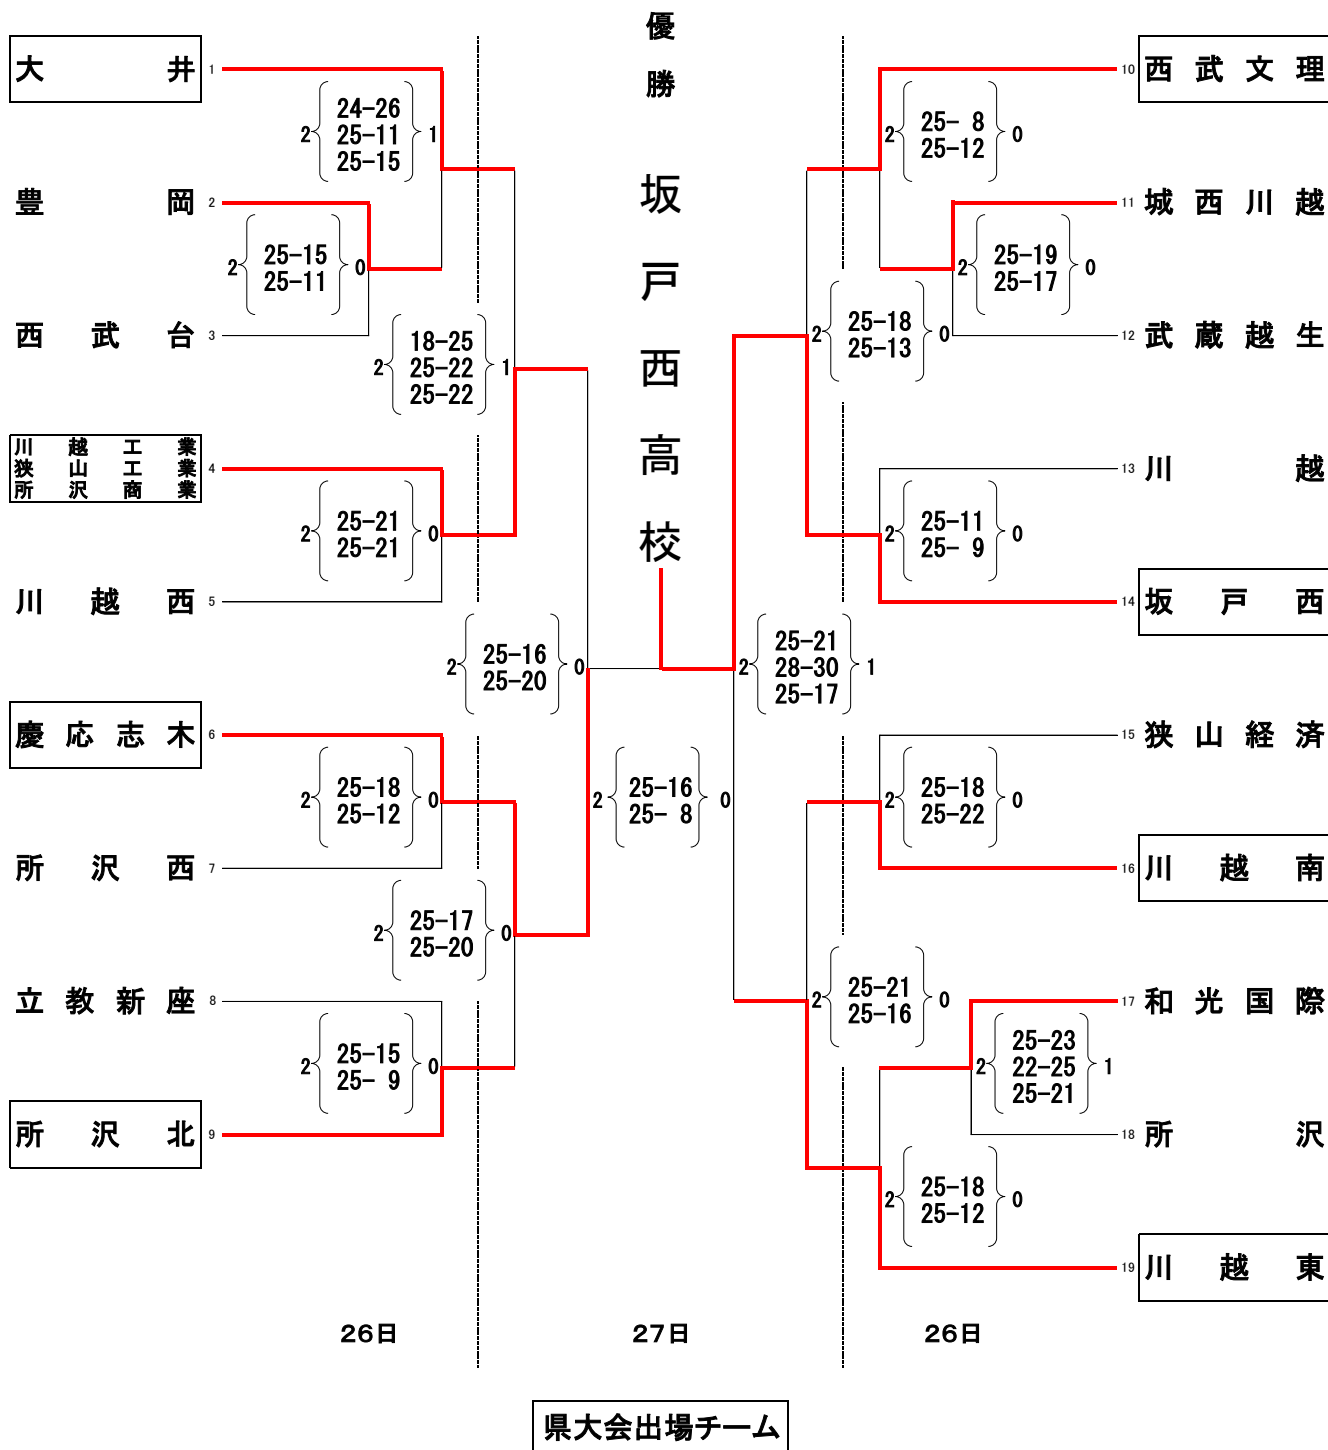 優勝
坂戸西高校
大井 1
24-26
2 25-11 1
25-15
豊岡 2
25-15
2 0
25-11
西武台 3
18-25
2 25-22 1
25-22
川越工業
狭山工業 4
所沢商業
25-21
2 0
25-21
川越西 5
25-16
2 0
25-20
慶応志木 6
25-18
2 0
25-12
所沢西 7
25-17
2 0
25-20
立教新座 8
25-15
2 0
25- 9
所沢北 9
25-16
2 0
25- 8
10 西武文理
25- 8
2 0
25-12
11 城西川越
25-19
2 0
25-17
12 武蔵越生
25-18
2 0
25-13
13 川越
25-11
2 0
25- 9
14 坂戸西
25-21
2 28-30 1
25-17
15 狭山経済
25-18
2 0
25-22
16 川越南
25-21
2 0
25-16
17 和光国際
25-23
2 22-25 1
25-21
18 所沢
25-18
2 0
25-12
19 川越東
26日 27日 26日
県大会出場チーム